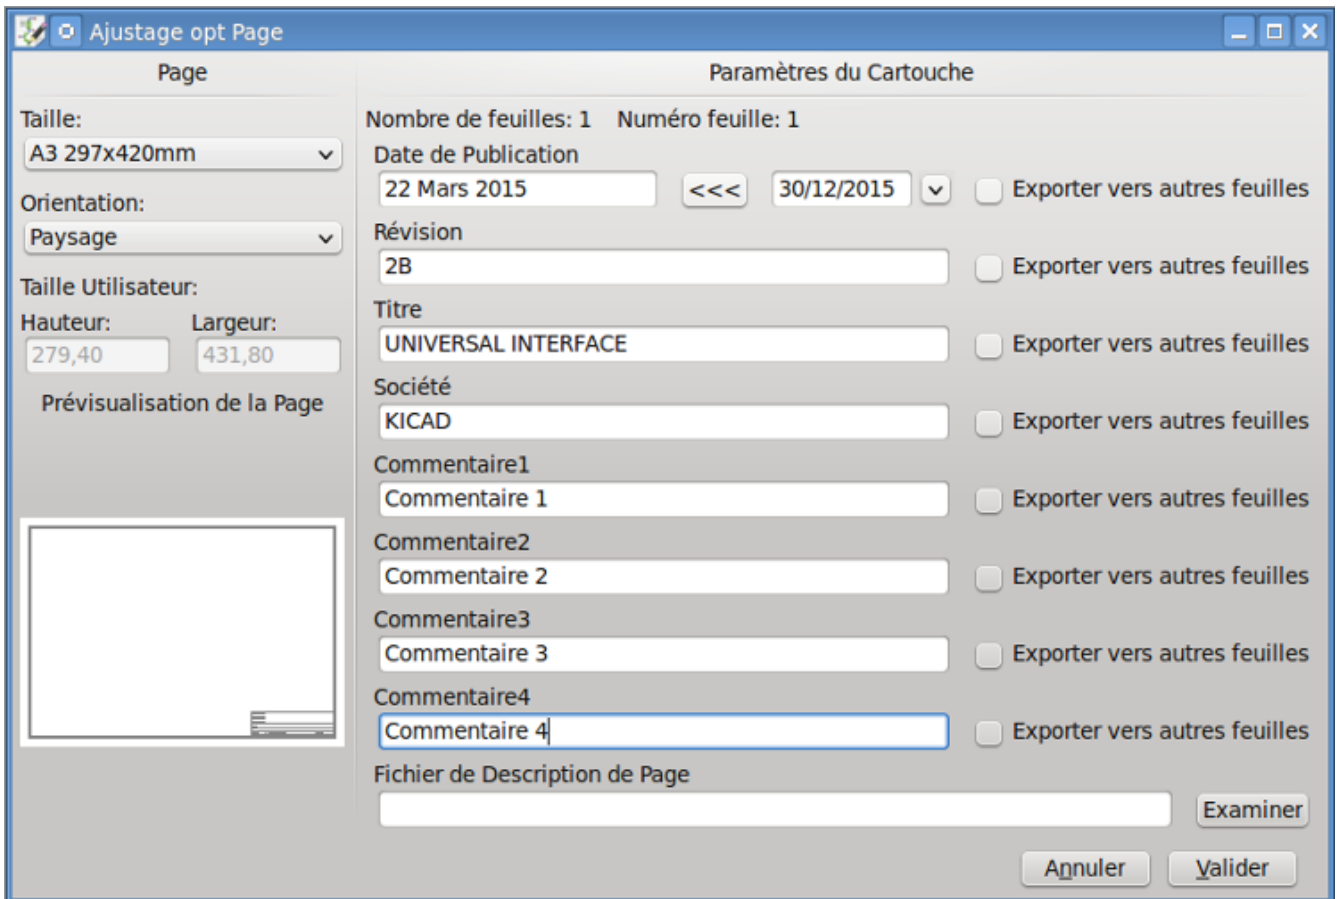 Ajustage opt Page
Page
Paramètres du Cartouche
Taille:
A3 297x420mm
Orientation:
Paysage
Taille Utilisateur:
Hauteur: Largeur:
279,40 431,80
Prévisualisation de la Page
Nombre de feuilles: 1 Numéro feuille: 1
Date de Publication
22 Mars 2015 <<< 30/12/2015 Exporter vers autres feuilles
Révision
2B Exporter vers autres feuilles
Titre
UNIVERSAL INTERFACE Exporter vers autres feuilles
Société
KICAD Exporter vers autres feuilles
Commentaire1
Commentaire 1 Exporter vers autres feuilles
Commentaire2
Commentaire 2 Exporter vers autres feuilles
Commentaire3
Commentaire 3 Exporter vers autres feuilles
Commentaire4
Commentaire 4 Exporter vers autres feuilles
Fichier de Description de Page
Examiner
Annuler Valider